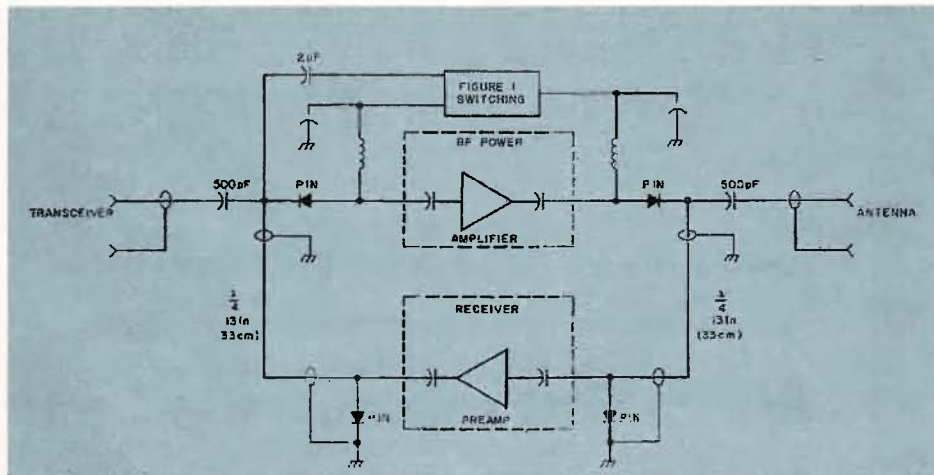 2pF
FIGURE 1
SWITCHING
RF POWER
500pF
PIN
PIN
500pF
TRANSCEIVER
ANTENNA
AMPLIFIER
1/4
13in
33cm)
RECEIVER
1/4
13in
(33cm)
PIN
PREAMP
PIN